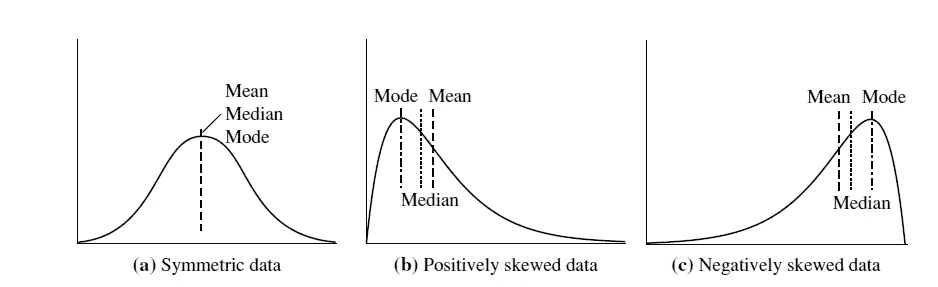 Mean
Median
Mode
(a) Symmetric data
Mode Mean
Median
(b) Positively skewed data
Mean Mode
Median
(c) Negatively skewed data